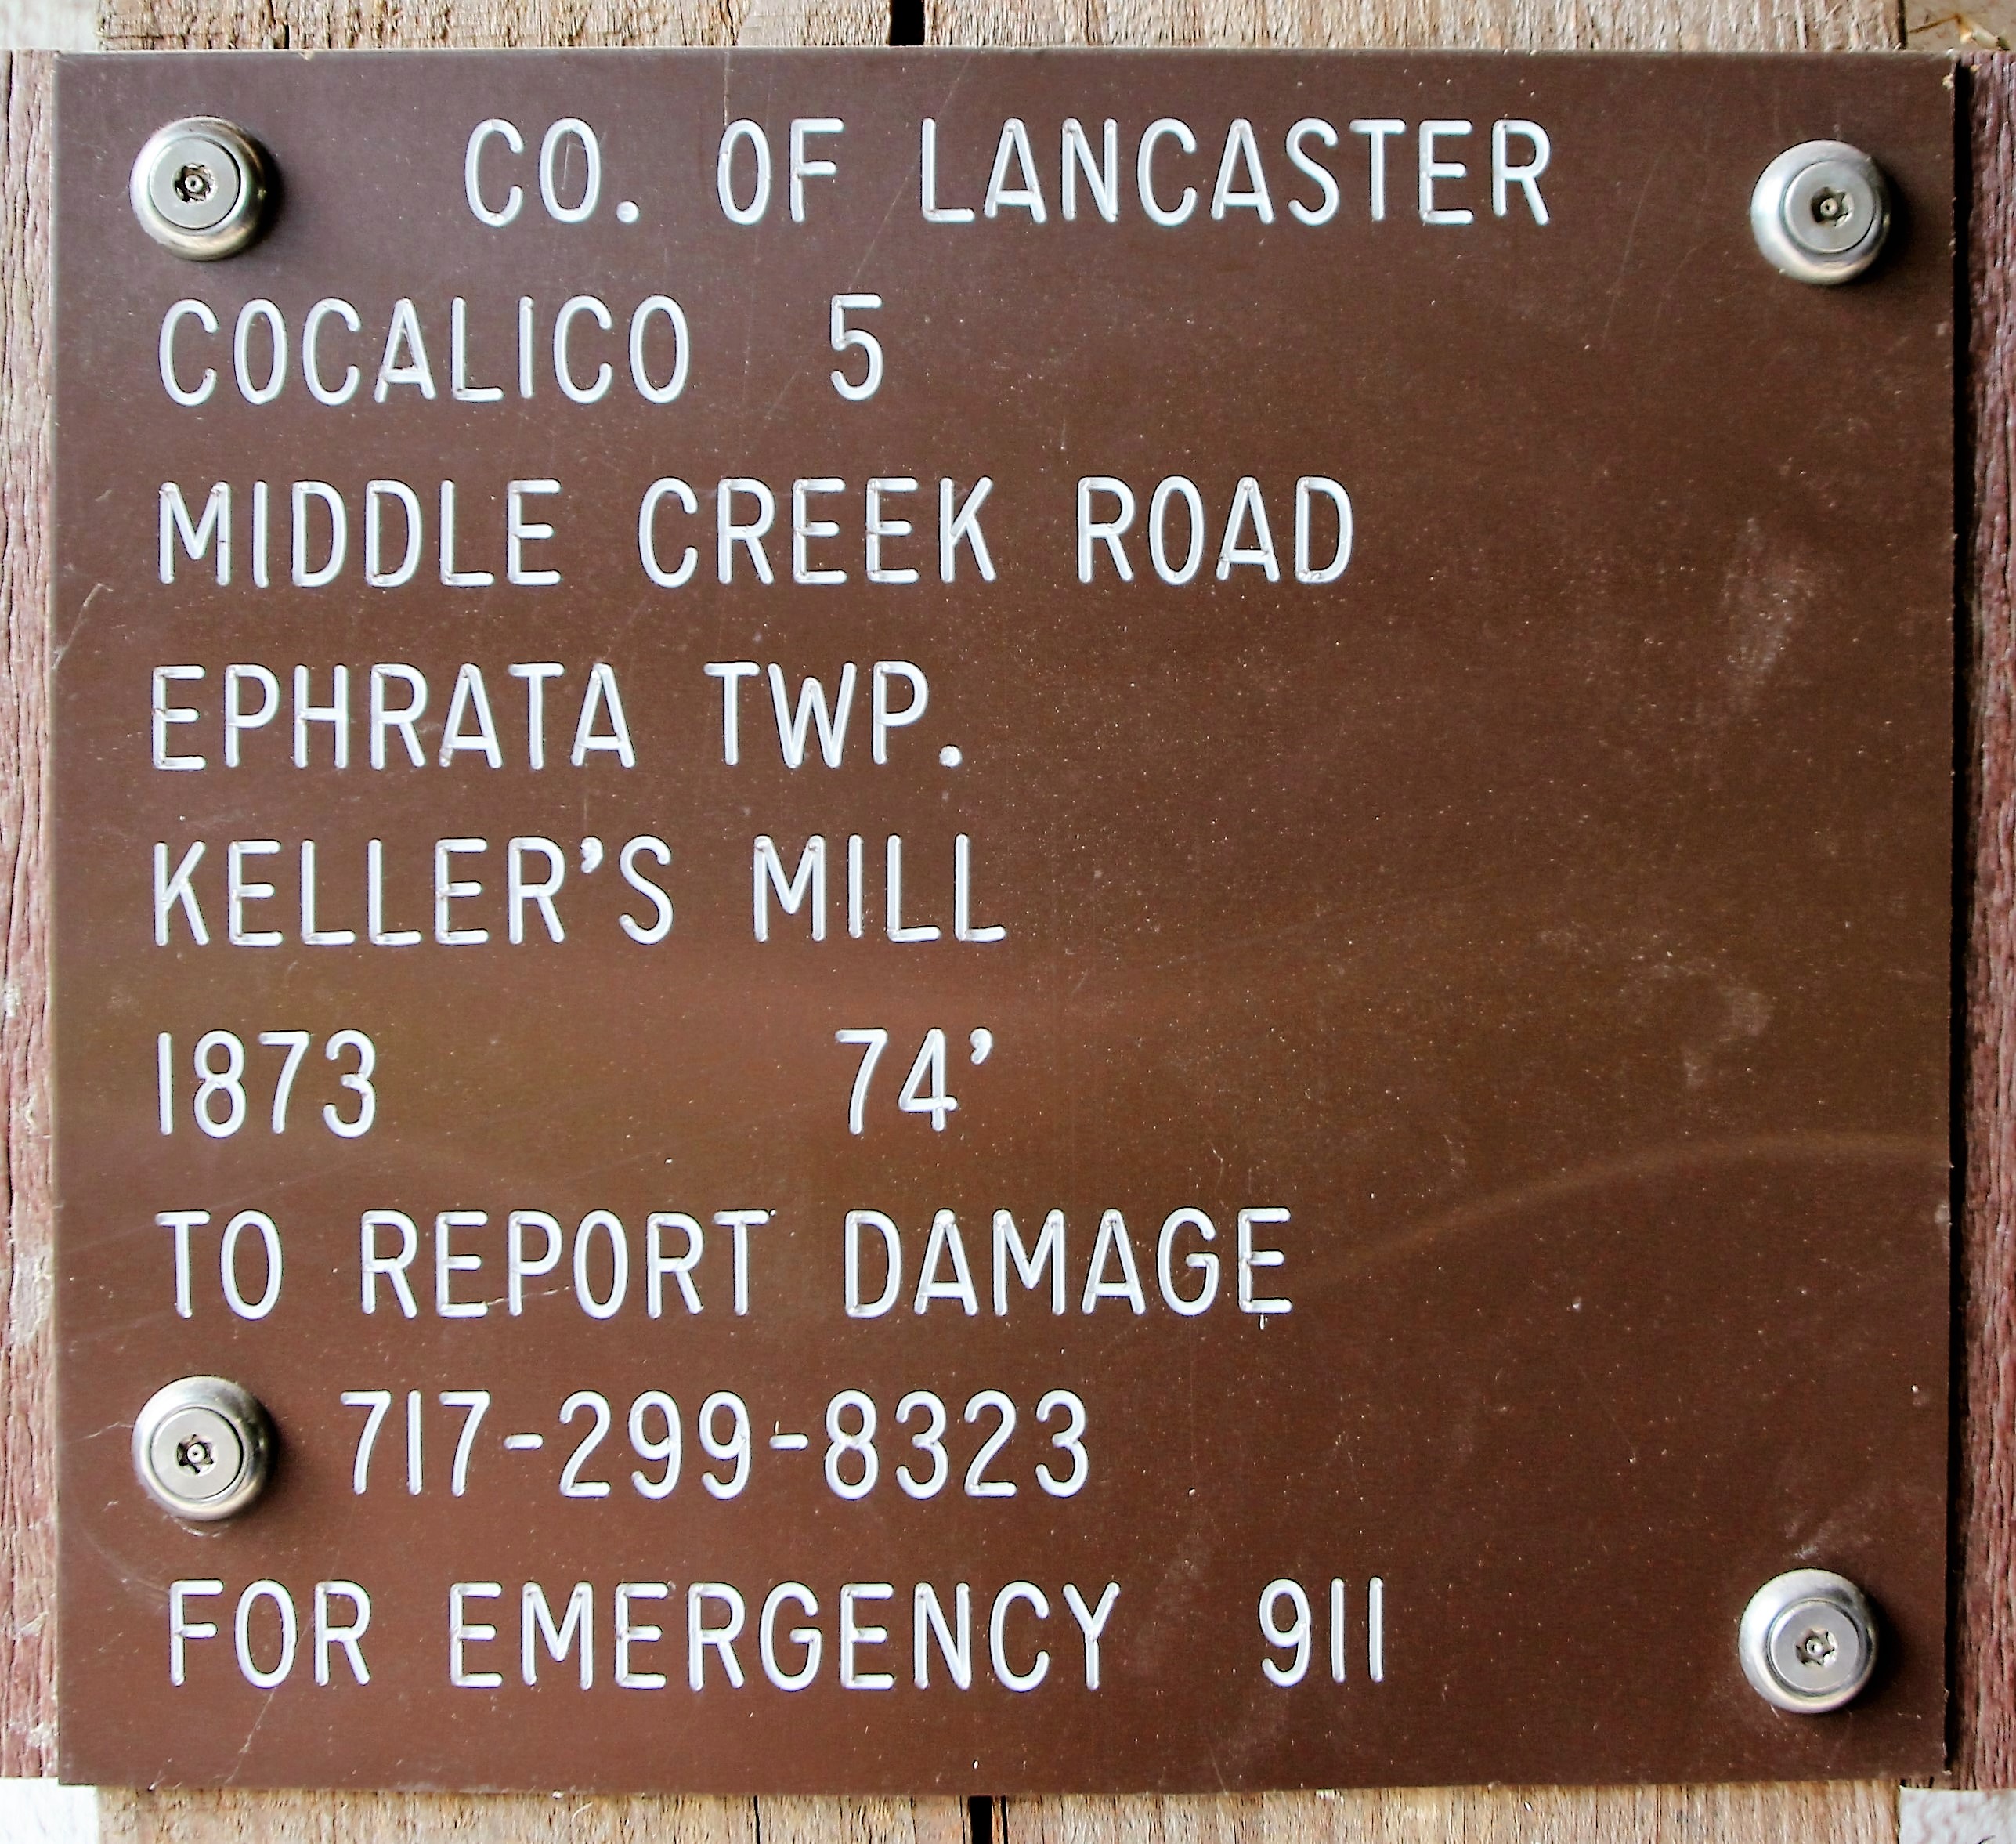 CO. OF LANCASTER
COCALICO 5
MIDDLE CREEK ROAD
EPHRATA TWP.
KELLER'S MILL
1873 74'
TO REPORT DAMAGE
717-299-8323
FOR EMERGENCY 911